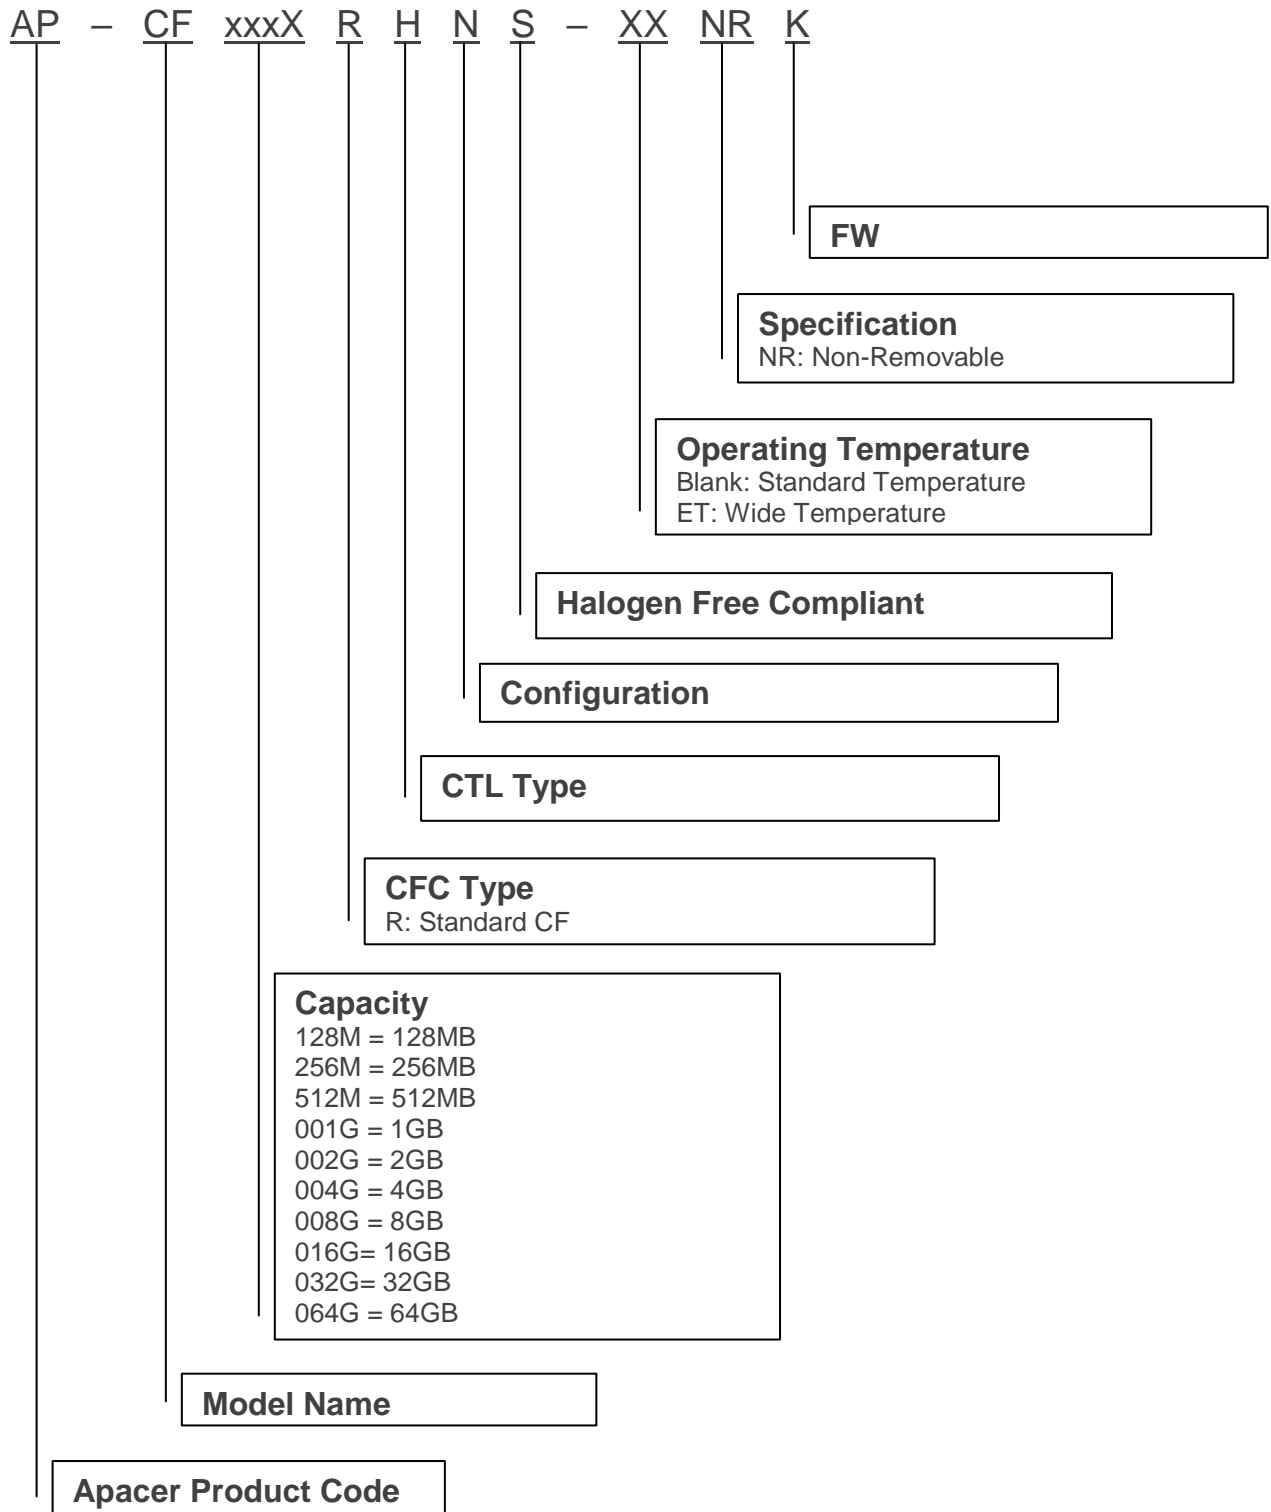 AP – CF xxxX R H N S – XX NR K
FW
Specification
NR: Non-Removable
Operating Temperature
Blank: Standard Temperature
ET: Wide Temperature
Halogen Free Compliant
Configuration
CTL Type
CFC Type
R: Standard CF
Capacity
128M = 128MB
256M = 256MB
512M = 512MB
001G = 1GB
002G = 2GB
004G = 4GB
008G = 8GB
016G= 16GB
032G= 32GB
064G = 64GB
Model Name
Apacer Product Code